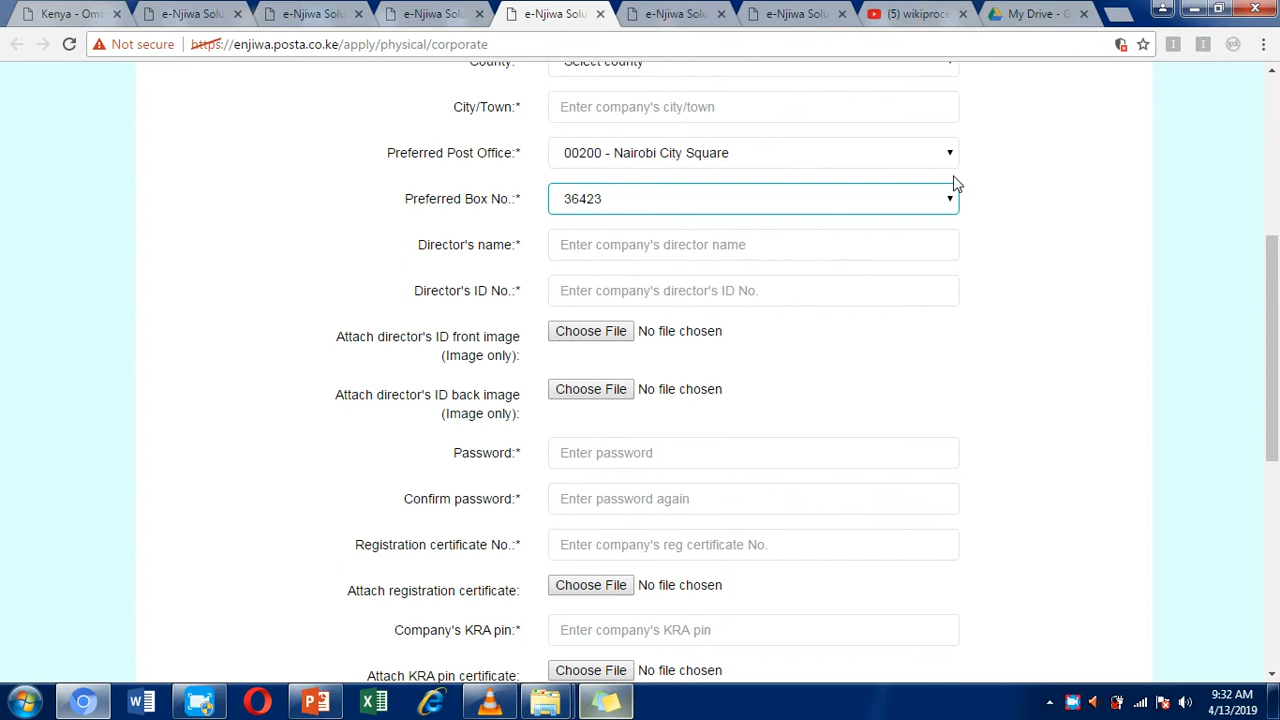 Kenya - Omb
e-Njiwa Solu
e-Njiwa Solu
e-Njiwa Solu
e-Njiwa Solu
e-Njiwa Solu
e-Njiwa Solu
(5) wikiproce
My Drive - G
Not secure
https://enjiwa.posta.co.ke/apply/physical/corporate
County:
Select county
City/Town:*
Enter company's city/town
Preferred Post Office:*
00200 - Nairobi City Square
Preferred Box No.:*
36423
Director's name:*
Enter company's director name
Director's ID No.:*
Enter company's director's ID No.
Attach director's ID front image
(Image only):
Choose File No file chosen
Attach director's ID back image
(Image only):
Choose File No file chosen
Password:*
Enter password
Confirm password:*
Enter password again
Registration certificate No.:*
Enter company's reg certificate No.
Attach registration certificate:
Choose File No file chosen
Company's KRA pin:*
Enter company's KRA pin
Attach KRA pin certificate:
Choose File No file chosen
9:32 AM
4/13/2019